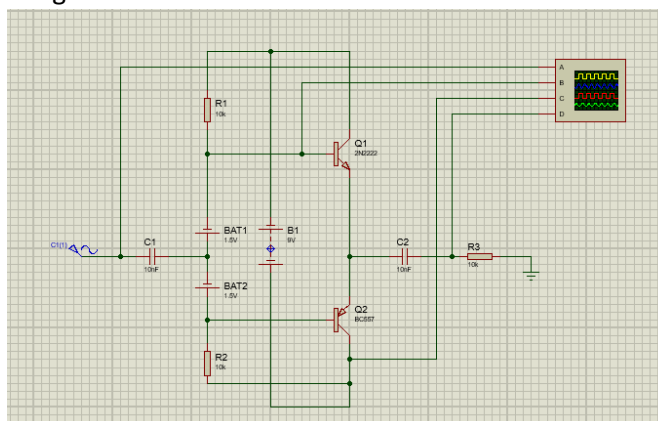 A
B
C
D
R1
10k
Q1
2N2222
BAT1
1.5V
B1
9V
C1(1)
C1
10nF
C2
10nF
R3
10k
BAT2
1.5V
Q2
BC557
R2
10k